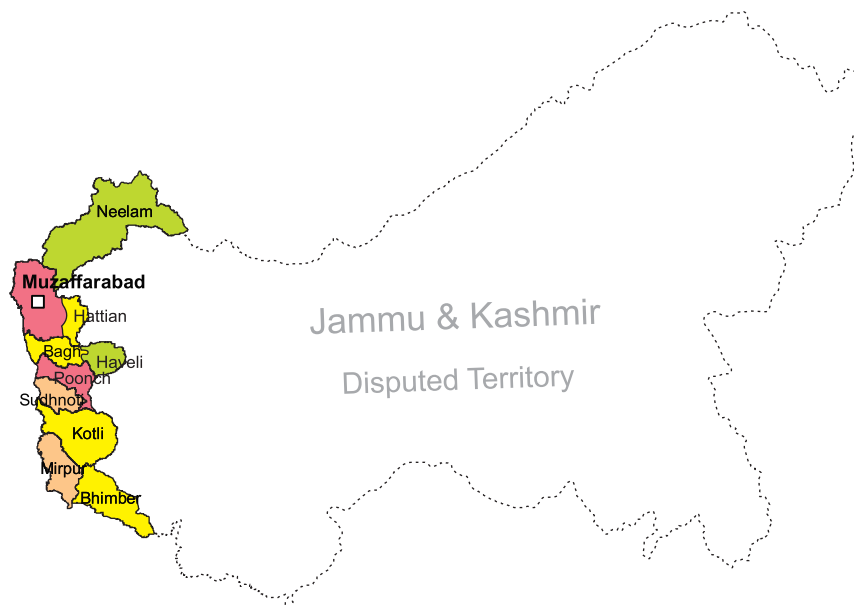 Neelam
Muzaffarabad
Hattian
Jammu & Kashmir
Bagh
Haveli
Poonch
Disputed Territory
Sudhnoti
Kotli
Mirpur
Bhimber